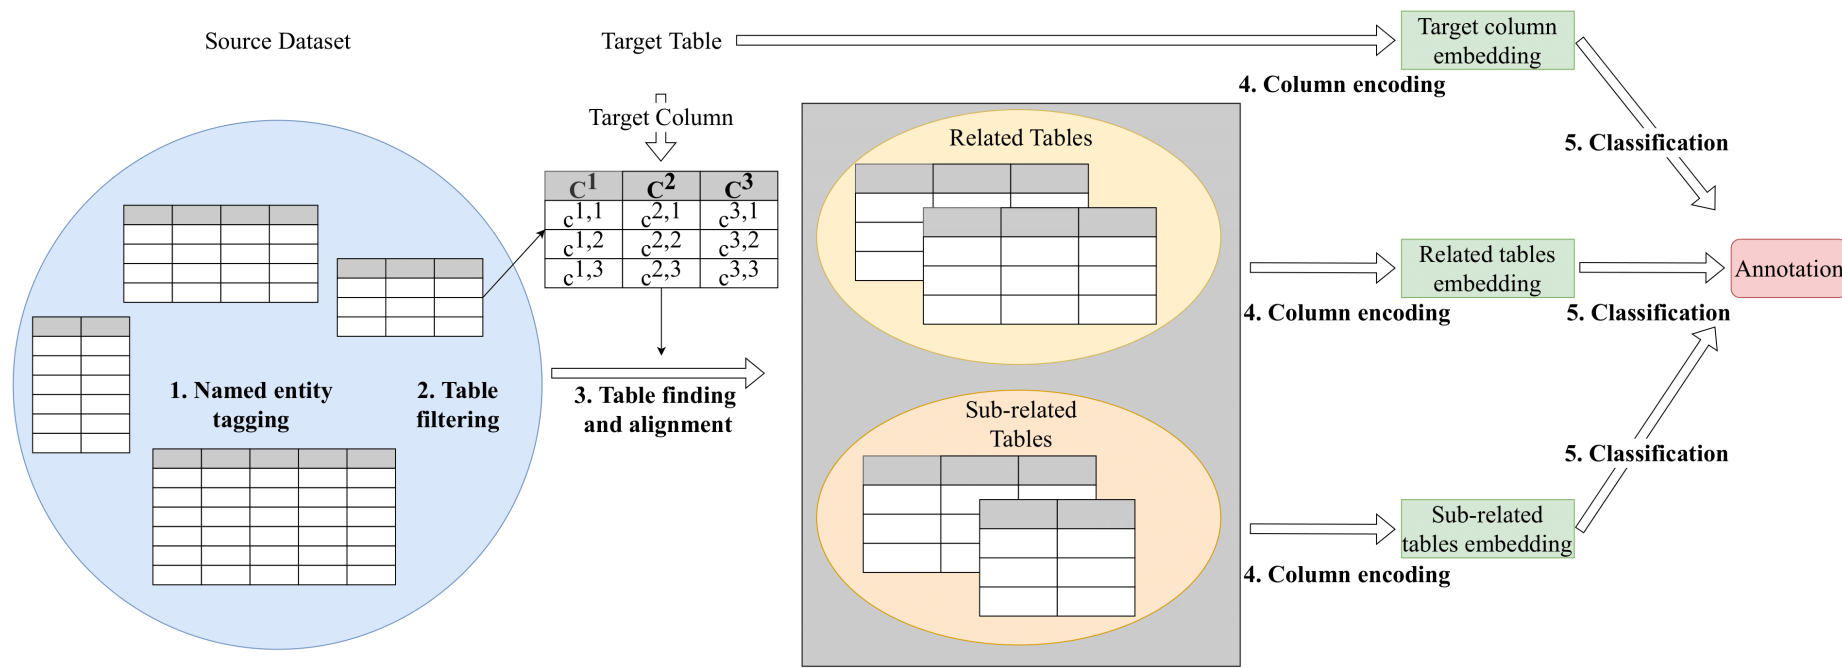 Source Dataset
Target Table
Target Column
C1 C2 C3
c1,1 c2,1 c3,1
c1,2 c2,2 c3,2
c1,3 c2,3 c3,3
1. Named entity
tagging
2. Table
filtering
3. Table finding
and alignment
Related Tables
Sub-related
Tables
Target column
embedding
4. Column encoding
5. Classification
Related tables
embedding
4. Column encoding
5. Classification
Annotation
5. Classification
Sub-related
tables embedding
4. Column encoding